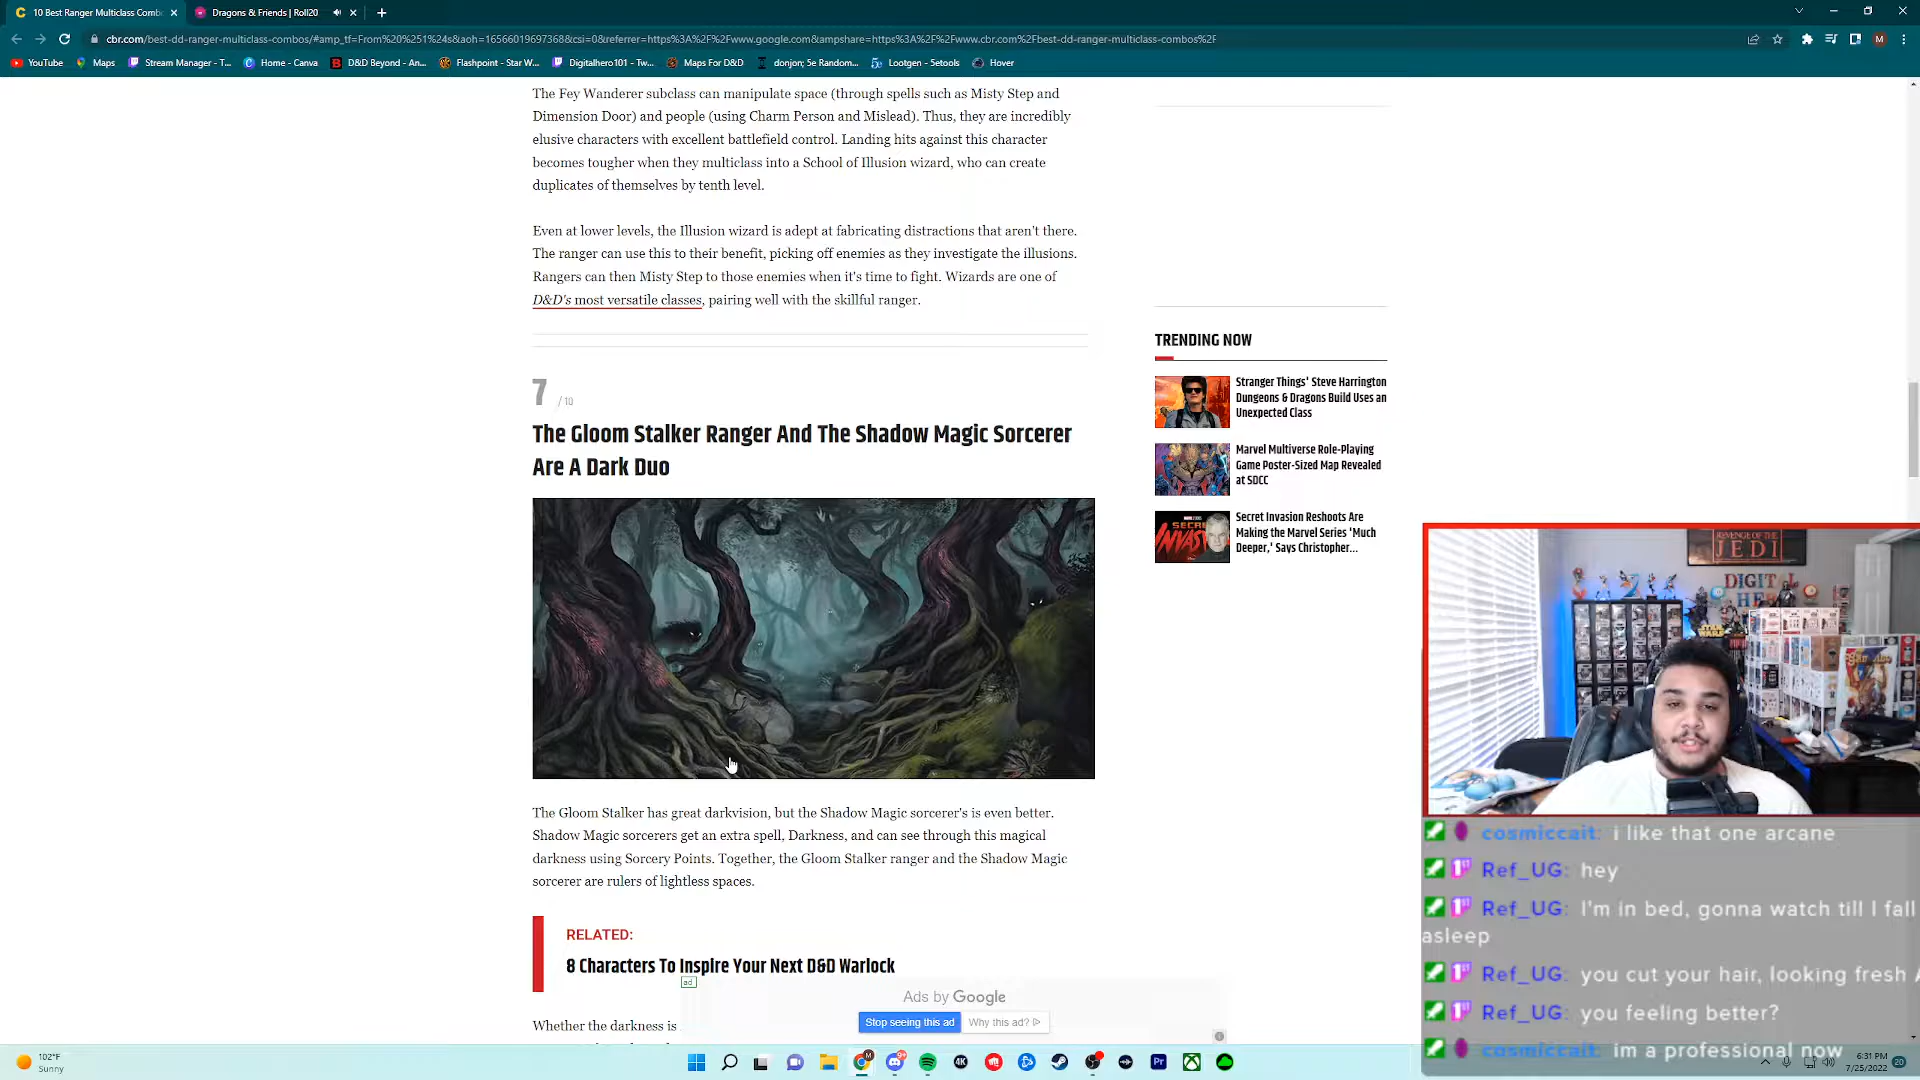 10 Best Ranger Multiclass Comb
Dragons & Friends | Roll20
cbr.com/best-dd-ranger-multiclass-combos/#amp_tf=From%20%251%24s&aoh=16566019697368&csi=0&referrer=https%3A%2F%2Fwww.google.com&ampshare=https%3A%2F%2Fwww.cbr.com%2Fbest-dd-ranger-multiclass-combos%2F
M
YouTube
Maps
Stream Manager - T...
Home - Canva
D&D Beyond - An...
Flashpoint - Star W...
Digitalhero101 - Tw...
Maps For D&D
donjon; 5e Random...
Lootgen - 5etools
Hover
The Fey Wanderer subclass can manipulate space (through spells such as Misty Step and
Dimension Door) and people (using Charm Person and Mislead). Thus, they are incredibly
elusive characters with excellent battlefield control. Landing hits against this character
becomes tougher when they multiclass into a School of Illusion wizard, who can create
duplicates of themselves by tenth level.
Even at lower levels, the Illusion wizard is adept at fabricating distractions that aren't there.
The ranger can use this to their benefit, picking off enemies as they investigate the illusions.
Rangers can then Misty Step to those enemies when it's time to fight. Wizards are one of
D&D's most versatile classes, pairing well with the skillful ranger.
7 / 10
The Gloom Stalker Ranger And The Shadow Magic Sorcerer
Are A Dark Duo
The Gloom Stalker has great darkvision, but the Shadow Magic sorcerer's is even better.
Shadow Magic sorcerers get an extra spell, Darkness, and can see through this magical
darkness using Sorcery Points. Together, the Gloom Stalker ranger and the Shadow Magic
sorcerer are rulers of lightless spaces.
RELATED:
8 Characters To Inspire Your Next D&D Warlock
ad
Ads by Google
Stop seeing this ad
Why this ad?
Whether the darkness is
TRENDING NOW
Stranger Things' Steve Harrington
Dungeons & Dragons Build Uses an
Unexpected Class
Marvel Multiverse Role-Playing
Game Poster-Sized Map Revealed
at SDCC
Secret Invasion Reshoots Are
Making the Marvel Series 'Much
Deeper,' Says Christopher...
REVENGE OF THE
JEDI
DIGIT
STAR WARS
cosmiccait: i like that one arcane
Ref_UG: hey
Ref_UG: I'm in bed, gonna watch till I fall
asleep
Ref_UG: you cut your hair, looking fresh
Ref_UG: you feeling better?
cosmiccait: im a professional now
102°F
Sunny
M
9+
4K
Pr
6:31 PM
7/25/2022
20